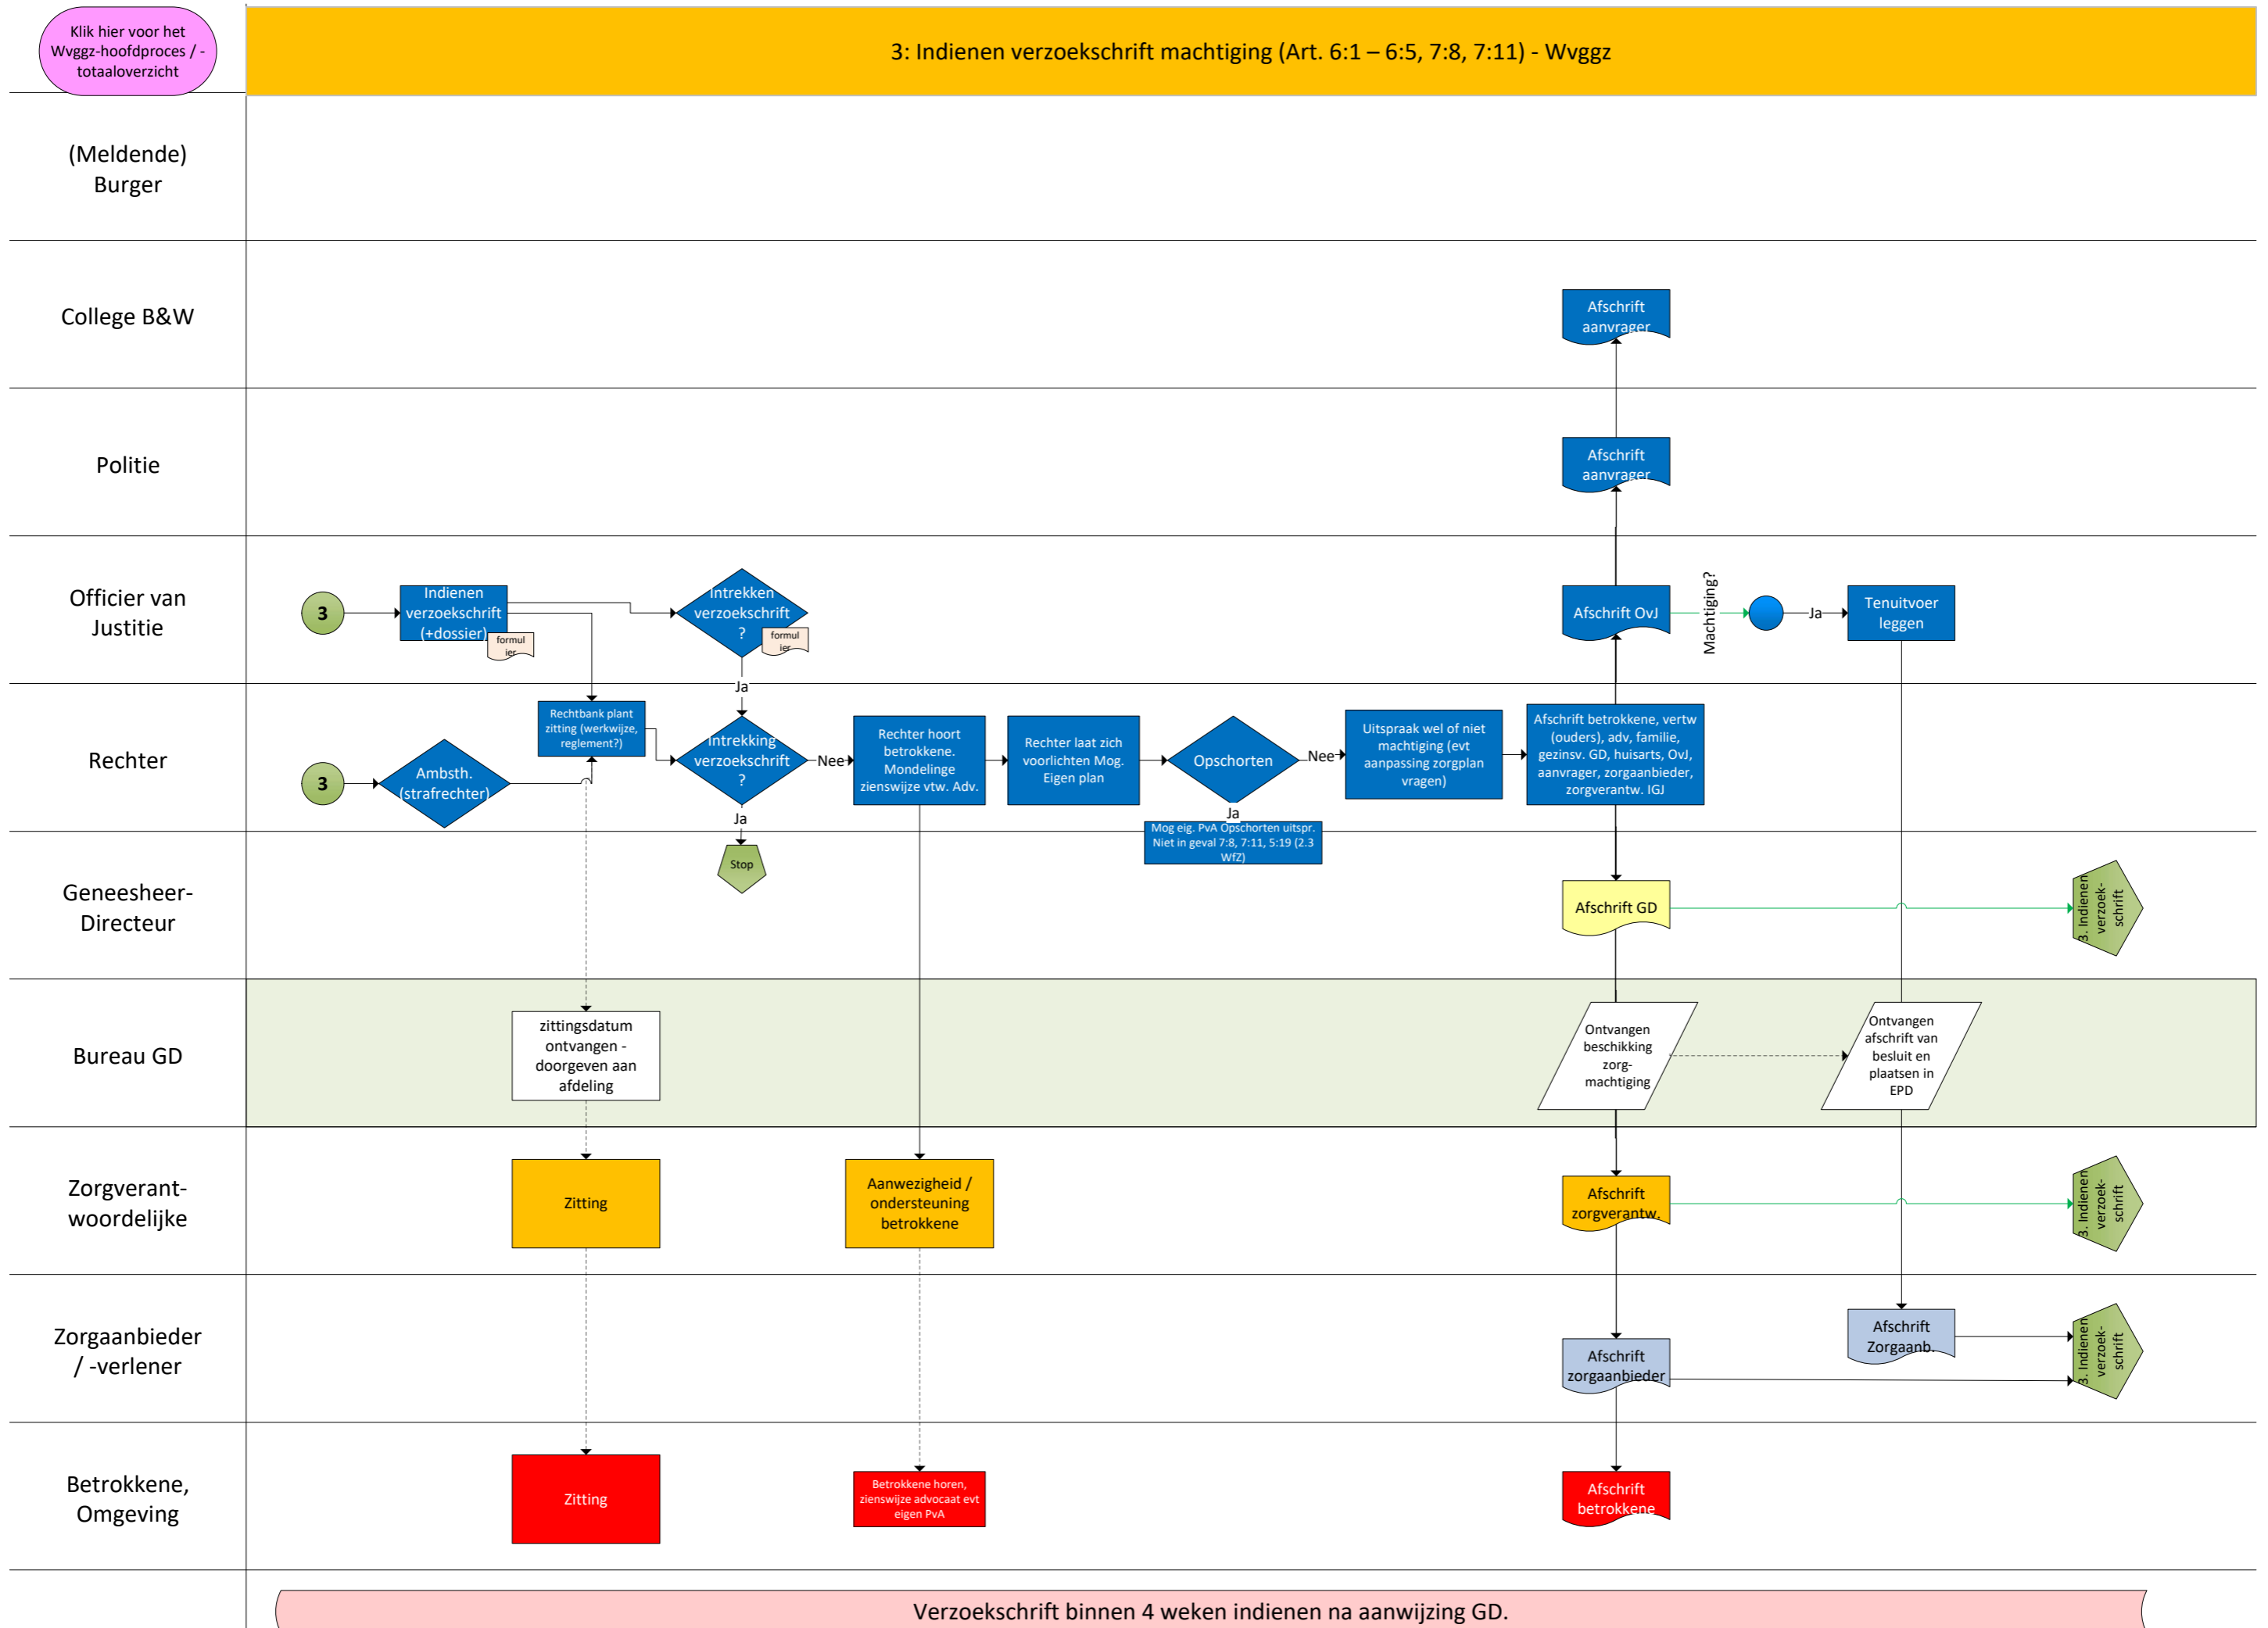 Klik hier voor het
Wvggz-hoofdproces / -
totaaloverzicht
3: Indienen verzoekschrift machtiging (Art. 6:1 – 6:5, 7:8, 7:11) - Wvggz
(Meldende)
Burger
College B&W
Afschrift
aanvrager
Politie
Afschrift
aanvrager
Officier van
Justitie
3
Indienen
verzoekschrift
(+dossier)
formul
ier
Intrekken
verzoekschrift
?
formul
ier
Ja
Afschrift OvJ
Machtiging?
Ja
Tenuitvoer
leggen
Rechter
3
Ambsth.
(strafrechter)
Rechtbank plant
zitting (werkwijze,
reglement?)
Intrekking
verzoekschrift
?
Nee
Ja
Stop
Rechter hoort
betrokkene.
Mondelinge
zienswijze vtw. Adv.
Rechter laat zich
voorlichten Mog.
Eigen plan
Opschorten
Nee
Ja
Mog eig. PvA Opschorten uitspr.
Niet in geval 7:8, 7:11, 5:19 (2.3
WfZ)
Uitspraak wel of niet
machtiging (evt
aanpassing zorgplan
vragen)
Afschrift betrokkene, vertw
(ouders), adv, familie,
gezinsv. GD, huisarts, OvJ,
aanvrager, zorgaanbieder,
zorgverantw. IGJ
Geneesheer-
Directeur
Afschrift GD
3. Indienen
verzoek-
schrift
Bureau GD
zittingsdatum
ontvangen -
doorgeven aan
afdeling
Ontvangen
beschikking
zorg-
machtiging
Ontvangen
afschrift van
besluit en
plaatsen in
EPD
Zorgverant-
woordelijke
Zitting
Aanwezigheid /
ondersteuning
betrokkene
Afschrift
zorgverantw.
3. Indienen
verzoek-
schrift
Zorgaanbieder
/ -verlener
Afschrift
zorgaanbieder
Afschrift
Zorgaanb.
3. Indienen
verzoek-
schrift
Betrokkene,
Omgeving
Zitting
Betrokkene horen,
zienswijze advocaat evt
eigen PvA
Afschrift
betrokkene
Verzoekschrift binnen 4 weken indienen na aanwijzing GD.